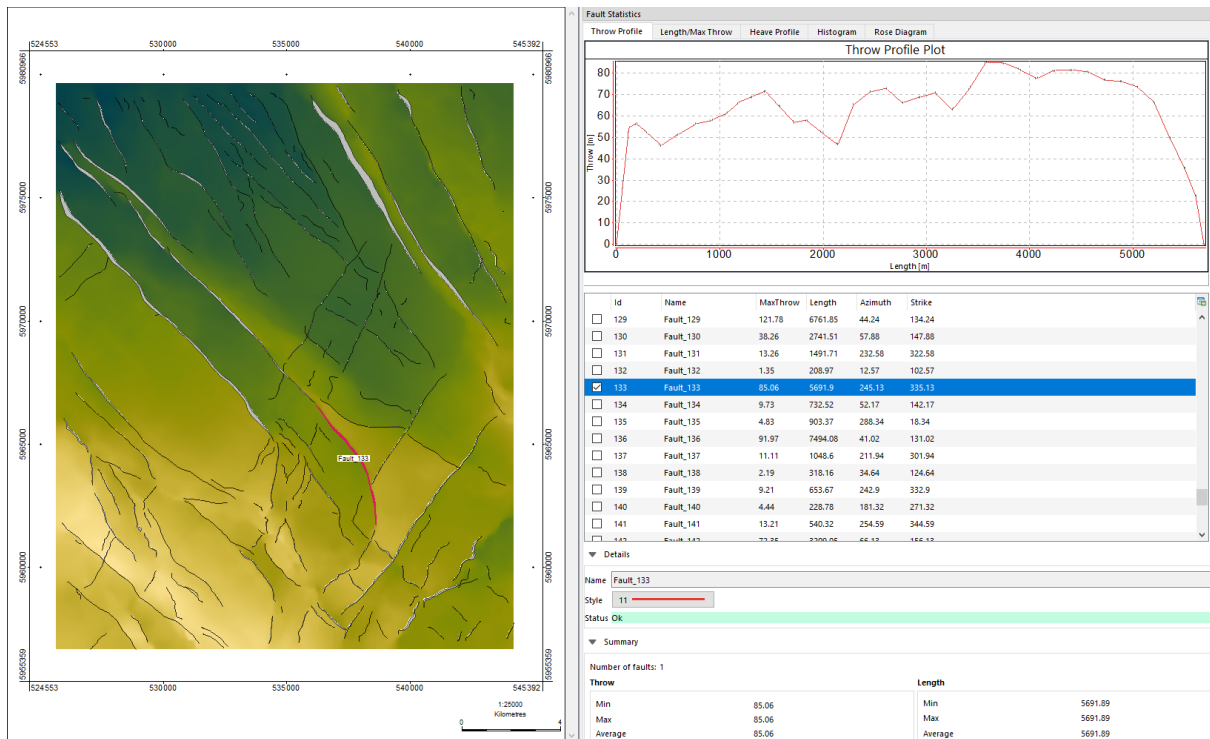 524553 530000 535000 540000 545392
5980966 5980966
5975000 5975000
5970000 5970000
5965000 5965000
Fault_133
5960000 5960000
5955359 5955359
524553 530000 535000 540000 545392
1:25000
Kilometres
0 4
Fault Statistics
Throw Profile Length/Max Throw Heave Profile Histogram Rose Diagram
Throw Profile Plot
Throw [m]
80
70
60
50
40
30
20
10
0
0 1000 2000 3000 4000 5000
Length [m]
Id Name MaxThrow Length Azimuth Strike
129 Fault_129 121.78 6761.85 44.24 134.24
130 Fault_130 38.26 2741.51 57.88 147.88
131 Fault_131 13.26 1491.71 232.58 322.58
132 Fault_132 1.35 208.97 12.57 102.57
133 Fault_133 85.06 5691.9 245.13 335.13
134 Fault_134 9.73 732.52 52.17 142.17
135 Fault_135 4.83 903.37 288.34 18.34
136 Fault_136 91.97 7494.08 41.02 131.02
137 Fault_137 11.11 1048.6 211.94 301.94
138 Fault_138 2.19 318.16 34.64 124.64
139 Fault_139 9.21 653.67 242.9 332.9
140 Fault_140 4.44 228.78 181.32 271.32
141 Fault_141 13.21 540.32 254.59 344.59
Details
Name Fault_133
Style 11
Status Ok
Summary
Number of faults: 1
Throw Length
Min 85.06 Min 5691.89
Max 85.06 Max 5691.89
Average 85.06 Average 5691.89